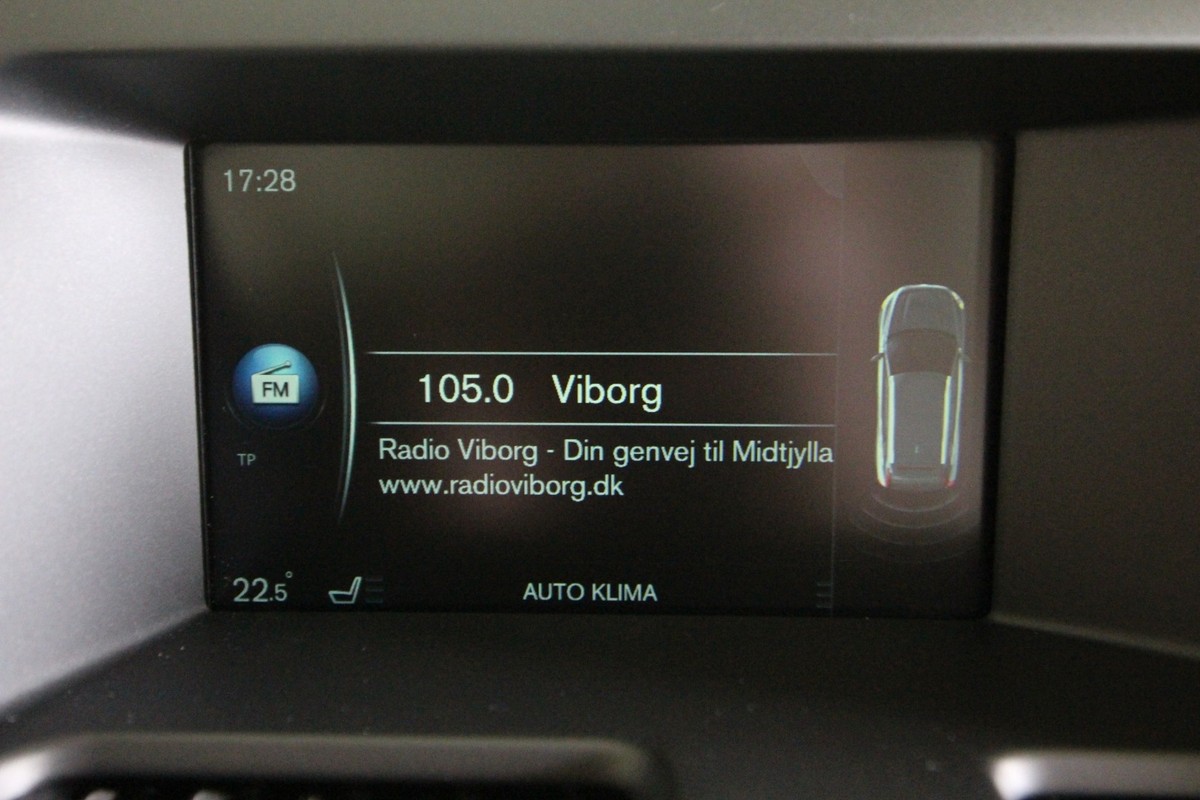 17:28
FM
105.0 Viborg
TP
Radio Viborg - Din genvej til Midtjylla
www.radioviborg.dk
22.5° AUTO KLIMA